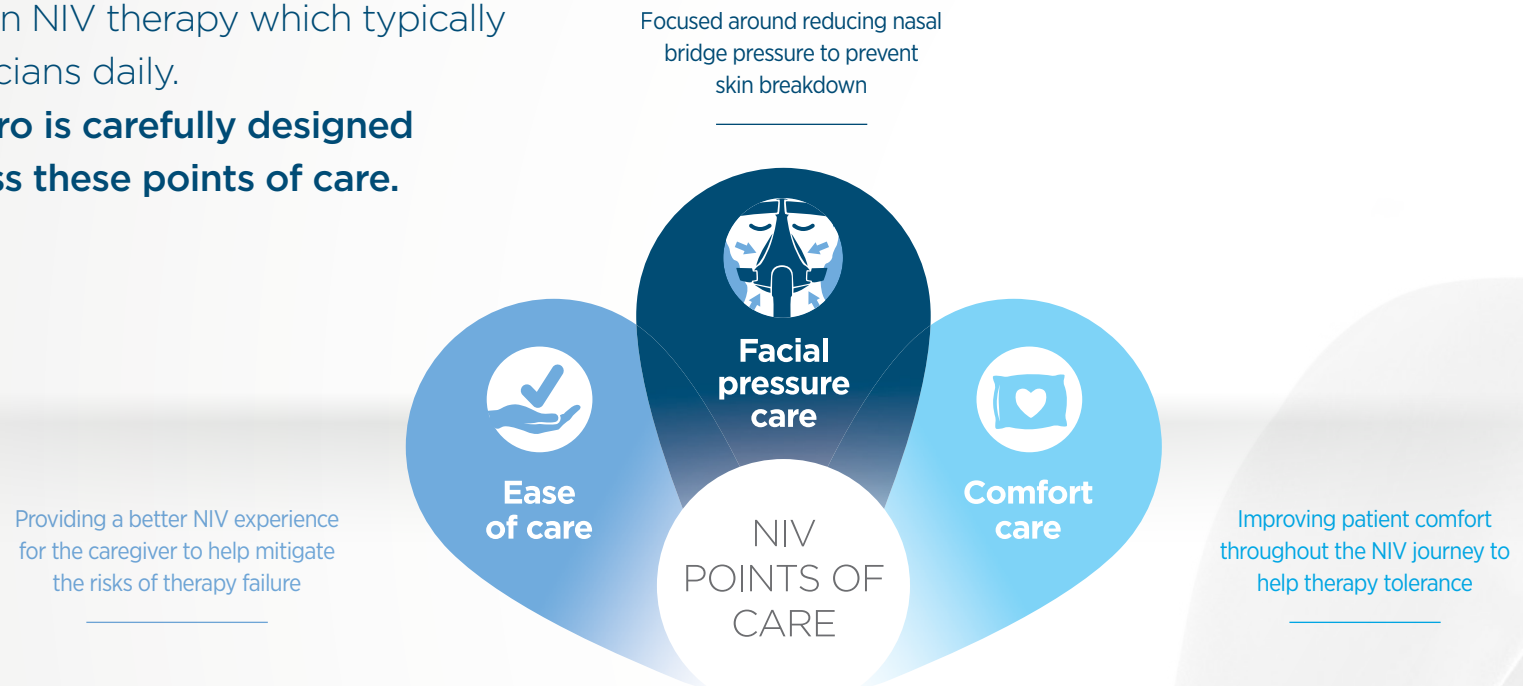 n NIV therapy which typically
cians daily.
ro is carefully designed
ss these points of care.
Focused around reducing nasal
bridge pressure to prevent
skin breakdown
Facial
pressure
care
Ease
of care
Comfort
care
NIV
POINTS OF
CARE
Providing a better NIV experience
for the caregiver to help mitigate
the risks of therapy failure
Improving patient comfort
throughout the NIV journey to
help therapy tolerance